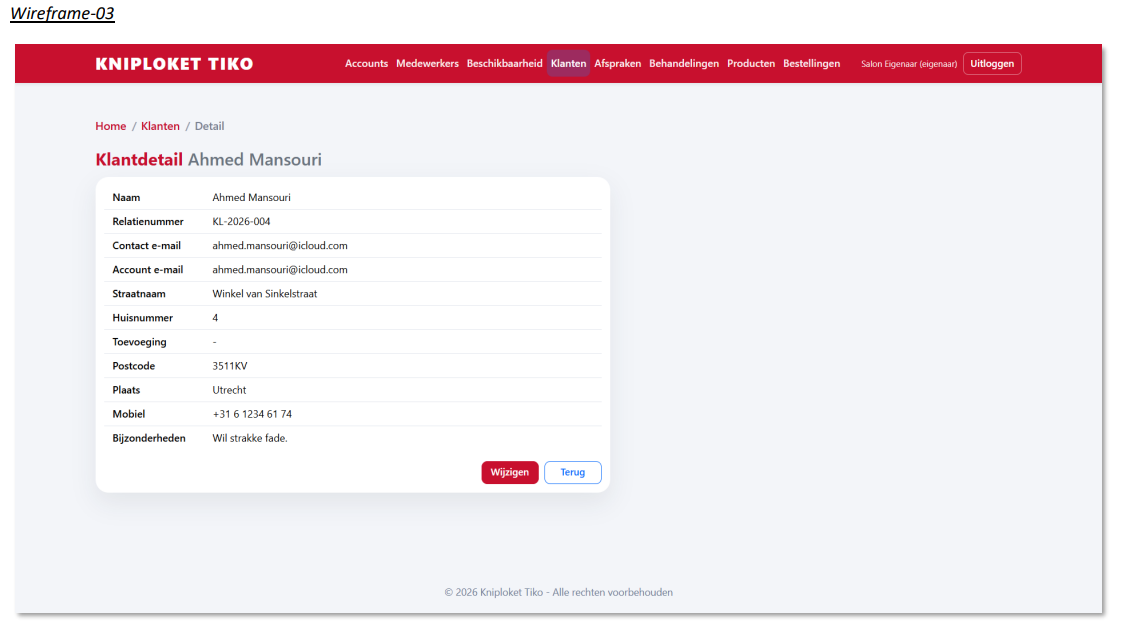 Wireframe-03
KNIPLOKET TIKO Accounts Medewerkers Beschikbaarheid Klanten Afspraken Behandelingen Producten Bestellingen Salon Eigenaar (eigenaar) Uitloggen
Home / Klanten / Detail
Klantdetail Ahmed Mansouri
Naam Ahmed Mansouri
Relatienummer KL-2026-004
Contact e-mail ahmed.mansouri@icloud.com
Account e-mail ahmed.mansouri@icloud.com
Straatnaam Winkel van Sinkelstraat
Huisnummer 4
Toevoeging -
Postcode 3511KV
Plaats Utrecht
Mobiel +31 6 1234 61 74
Bijzonderheden Wil strakke fade.
Wijzigen Terug
© 2026 Kniploket Tiko - Alle rechten voorbehouden